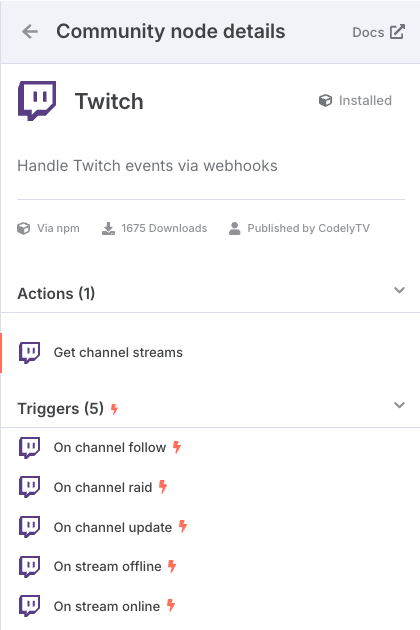 Community node details Docs
Twitch Installed
Handle Twitch events via webhooks
Via npm 1675 Downloads Published by CodelyTV
Actions (1)
Get channel streams
Triggers (5)
On channel follow
On channel raid
On channel update
On stream offline
On stream online